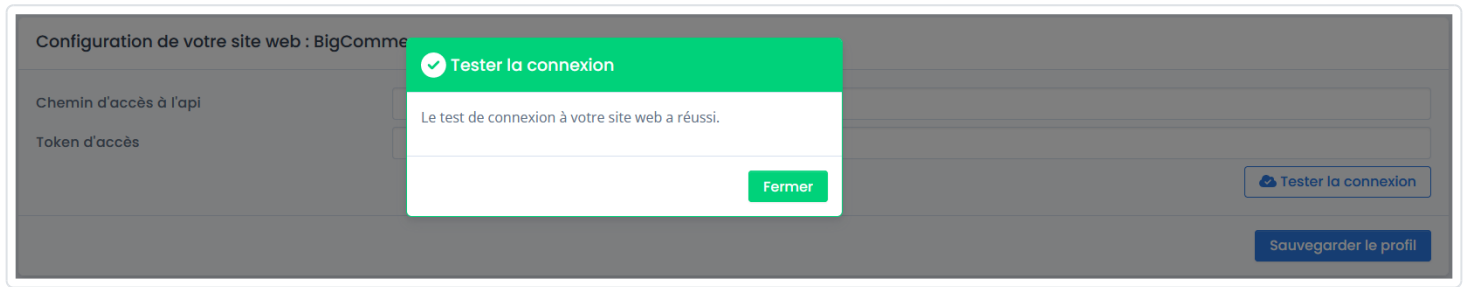 Configuration de votre site web : BigComme
Tester la connexion
Chemin d'accès à l'api
Le test de connexion à votre site web a réussi.
Token d'accès
Fermer
Tester la connexion
Sauvegarder le profil